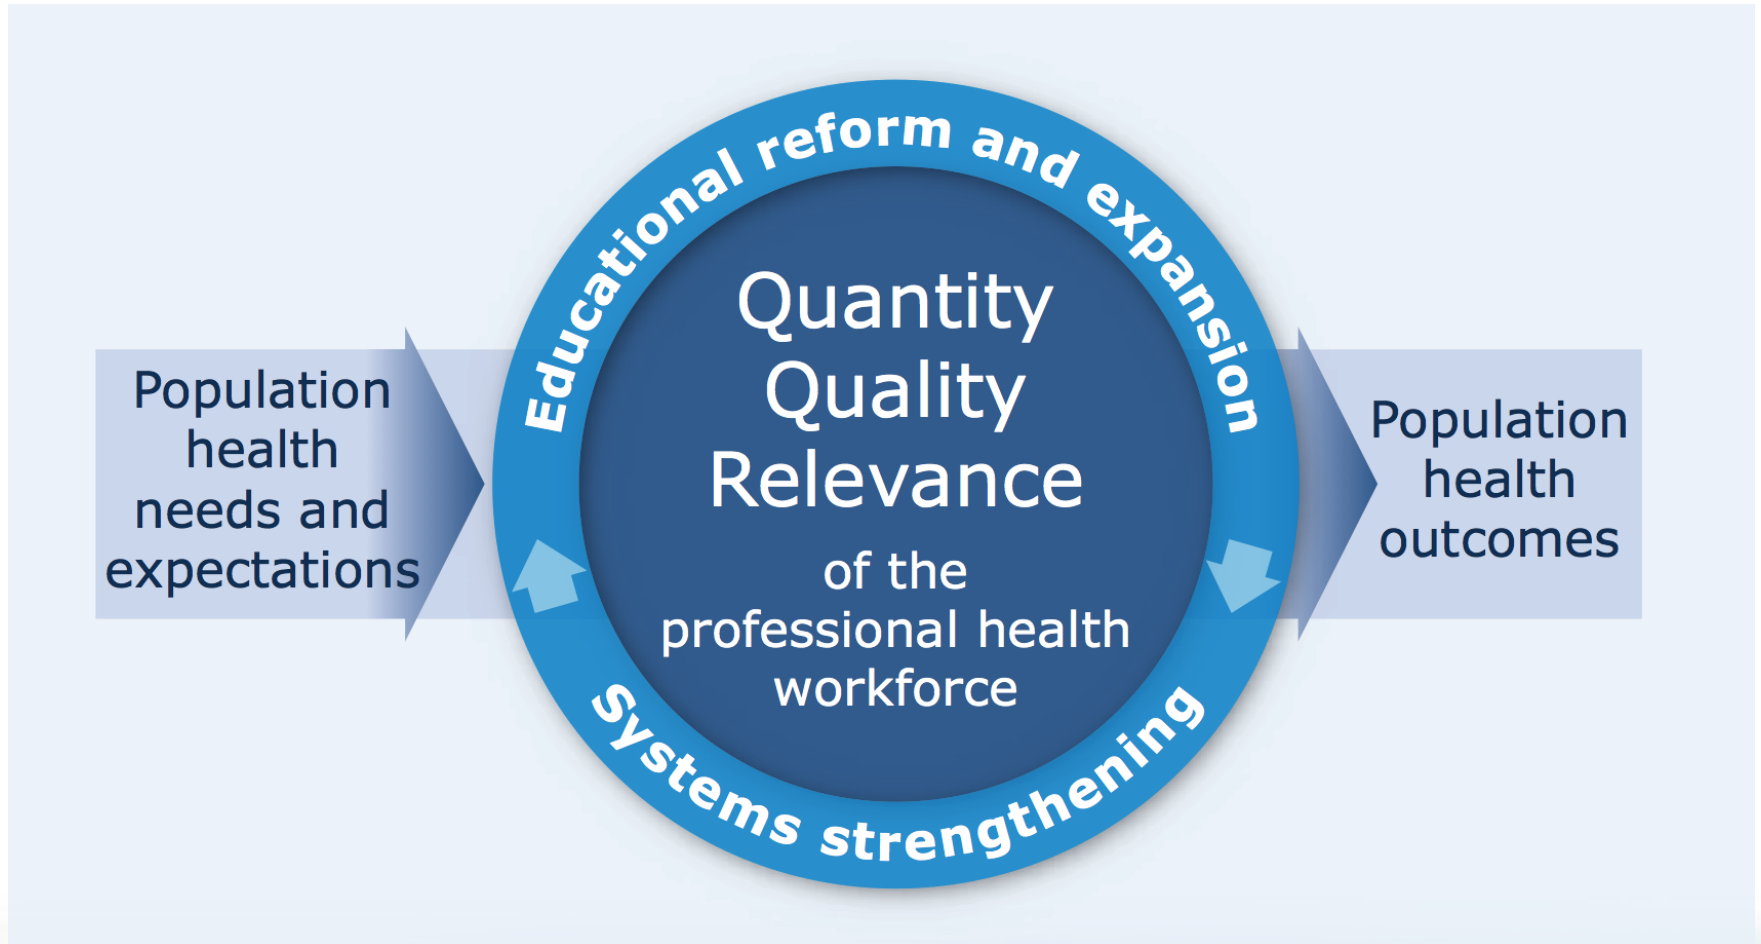 Educational reform and expansion
Population
health
needs and
expectations
Quantity
Quality
Relevance
of the
professional health
workforce
Population
health
outcomes
Systems strengthening